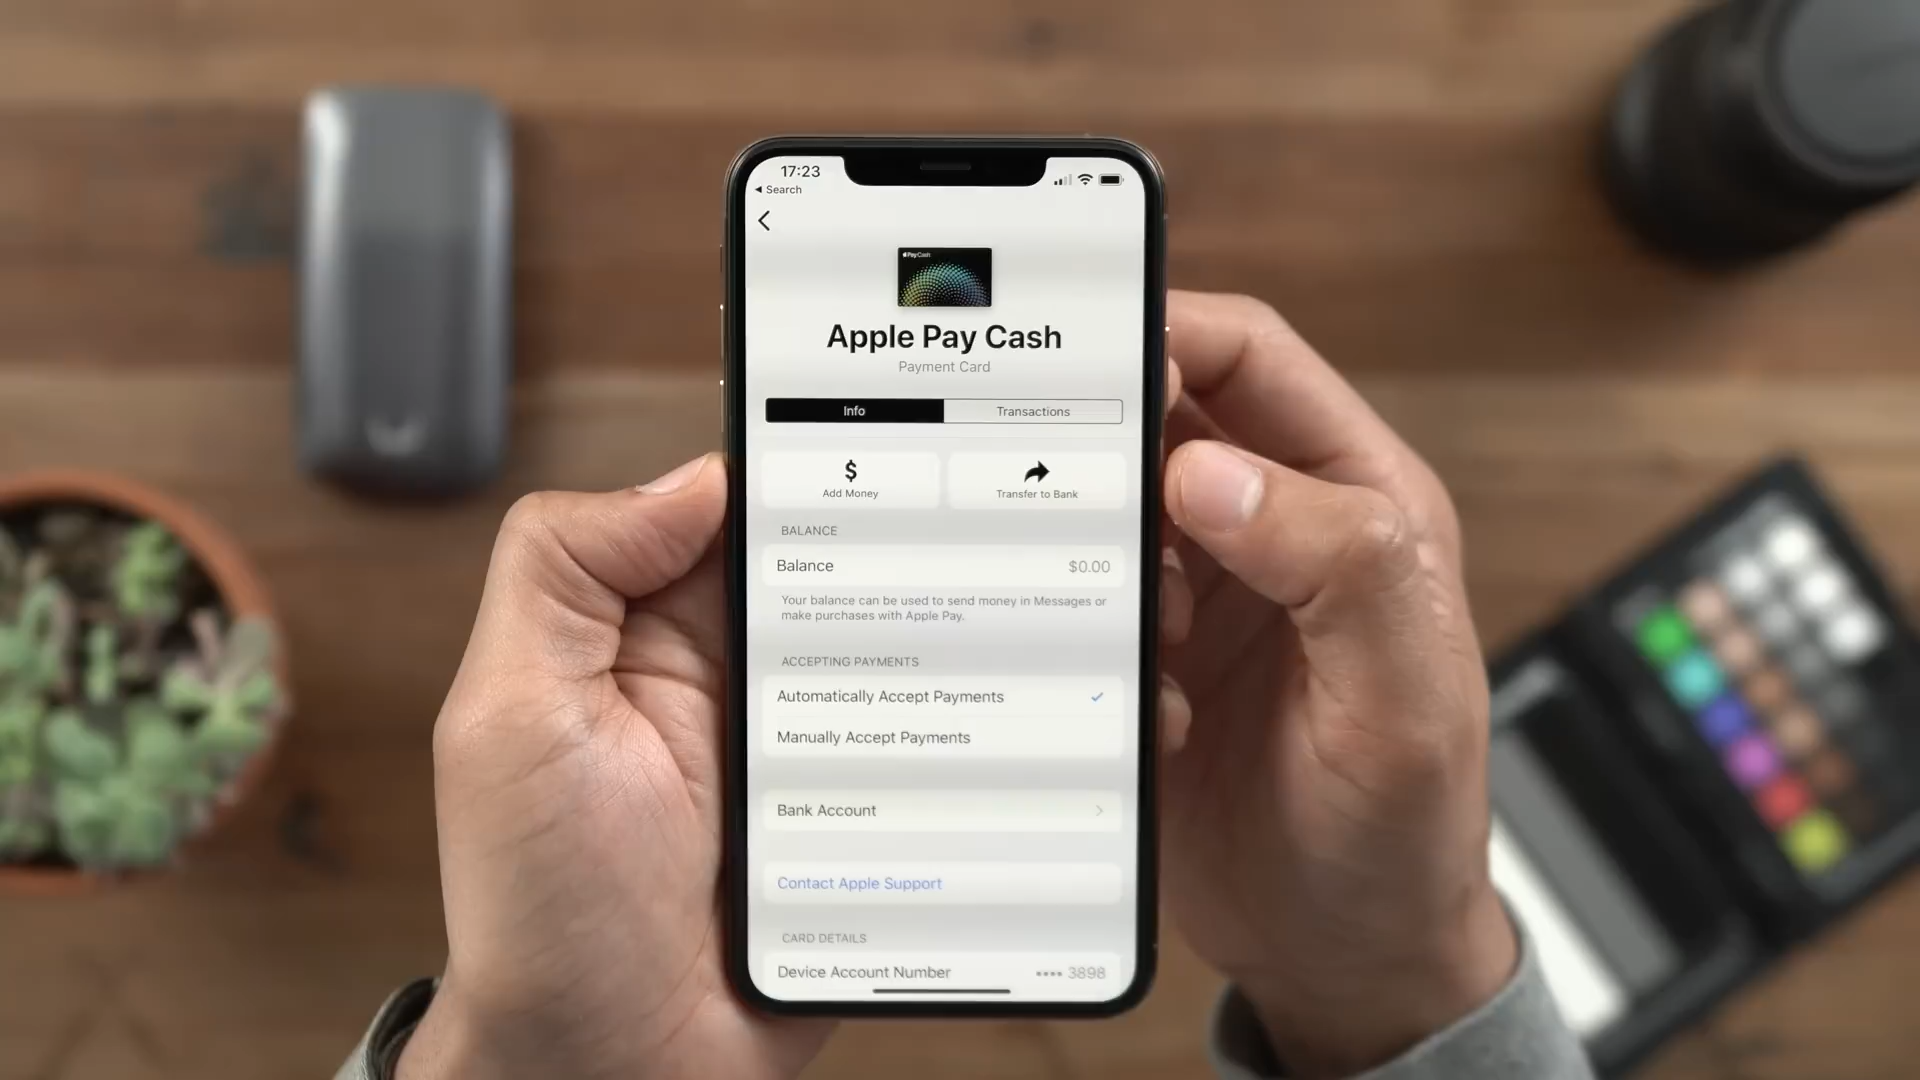 17:23
◀ Search
Pay Cash
Apple Pay Cash
Payment Card
Info
Transactions
$
Add Money
Transfer to Bank
BALANCE
Balance
$0.00
Your balance can be used to send money in Messages or
make purchases with Apple Pay.
ACCEPTING PAYMENTS
Automatically Accept Payments
Manually Accept Payments
Bank Account
Contact Apple Support
CARD DETAILS
Device Account Number
•••• 3898